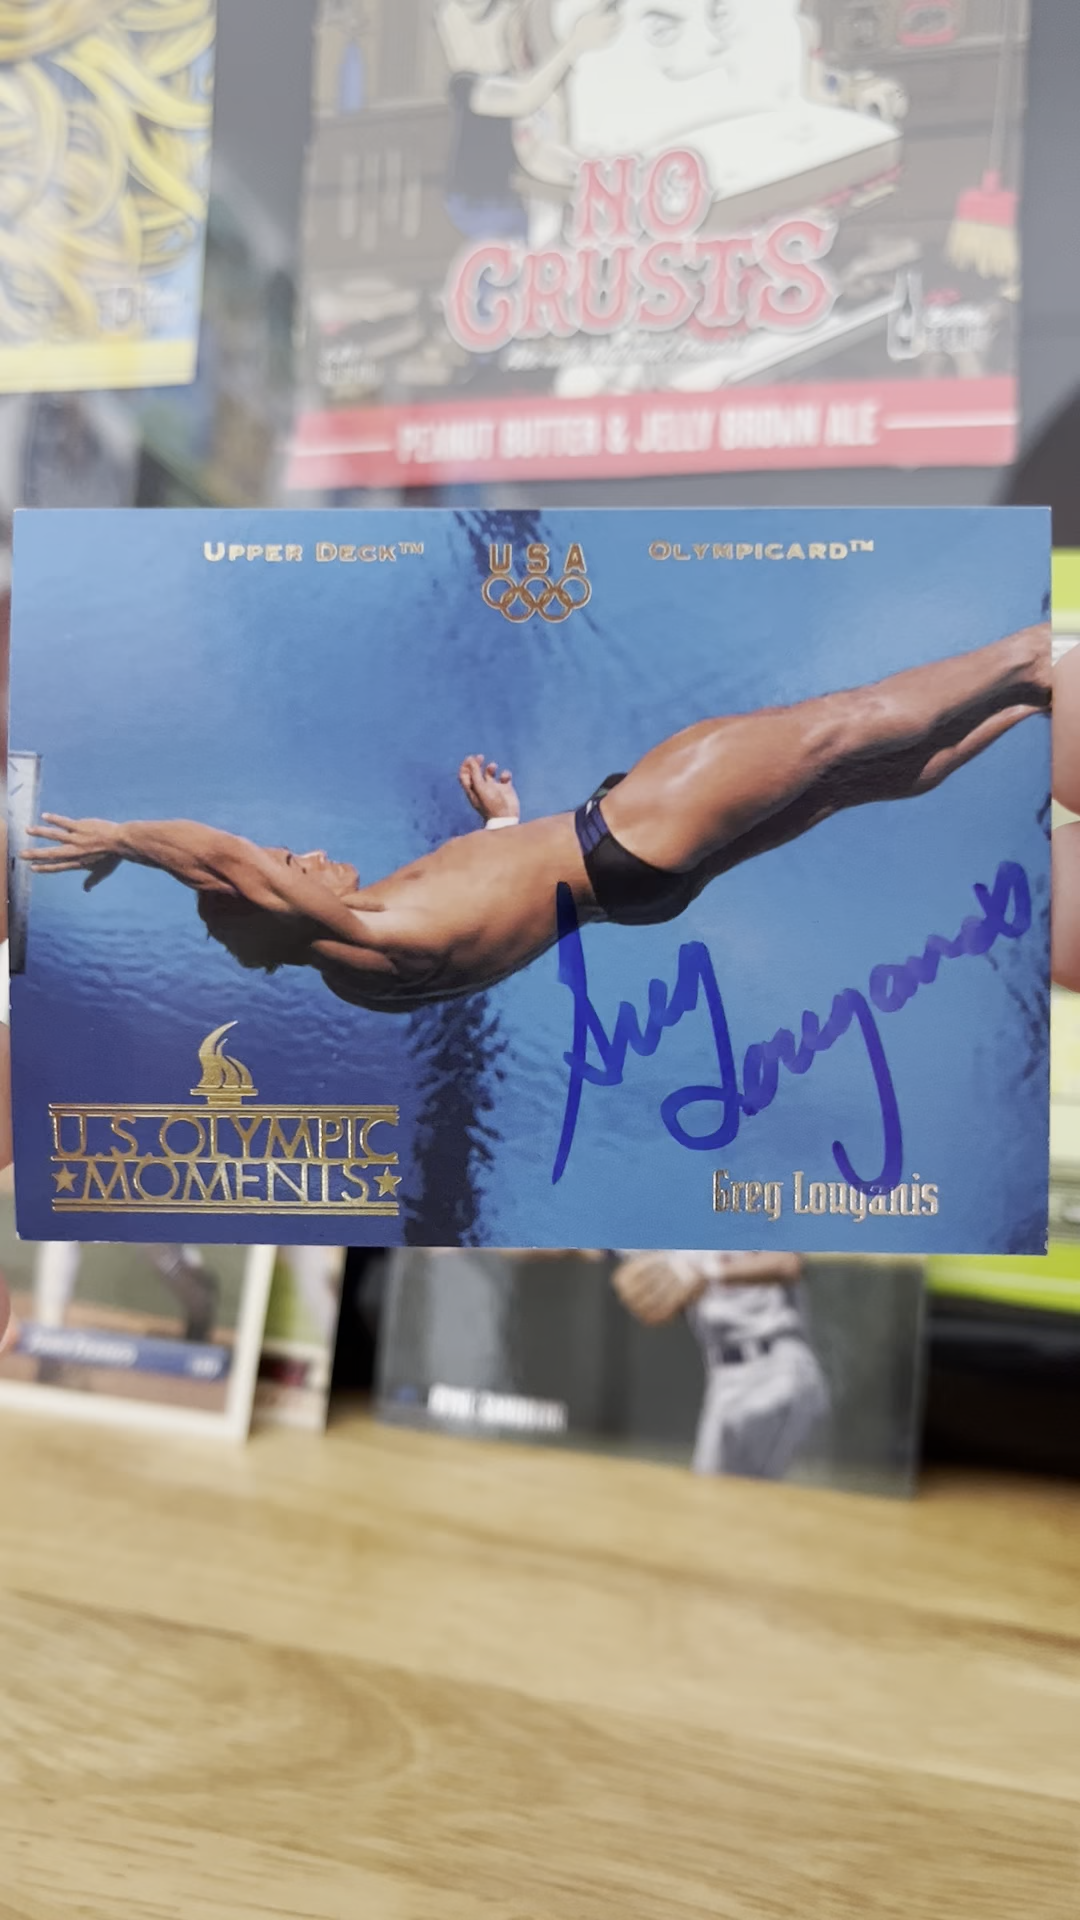 NO
CRUSTS
PEANUT BUTTER & JELLY BROWN ALE
UPPER DECK™
USA
OLYMPICARD™
Greg Louganis
U.S. OLYMPIC
★MOMENTS★
Greg Louganis